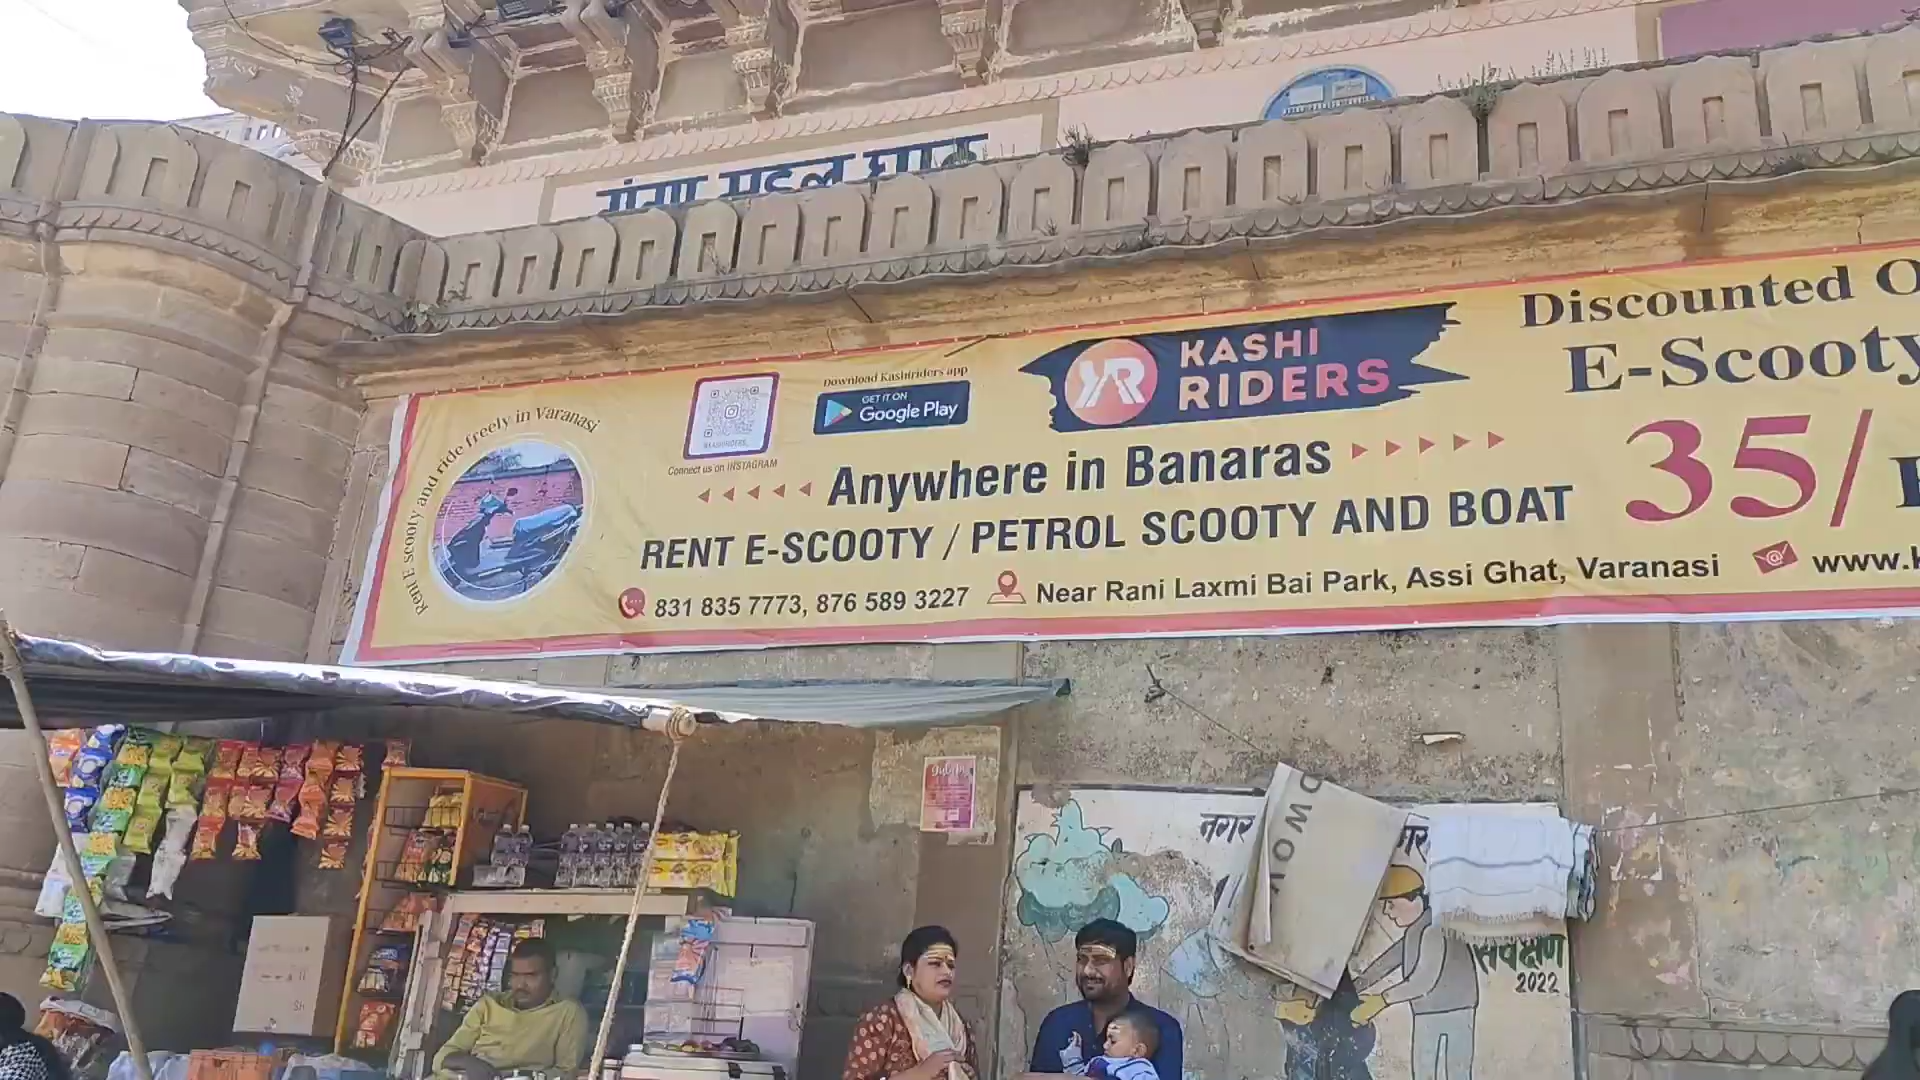 गंगा महल घाट
Rent E scooty and ride freely in Varanasi
Connect us on INSTAGRAM
Download Kashiriders app
GET IT ON
Google Play
KASHI
RIDERS
Anywhere in Banaras
RENT E-SCOOTY / PETROL SCOOTY AND BOAT
831 835 7773, 876 589 3227
Near Rani Laxmi Bai Park, Assi Ghat, Varanasi
Discounted
E-Scooty
35/
नगर
2022